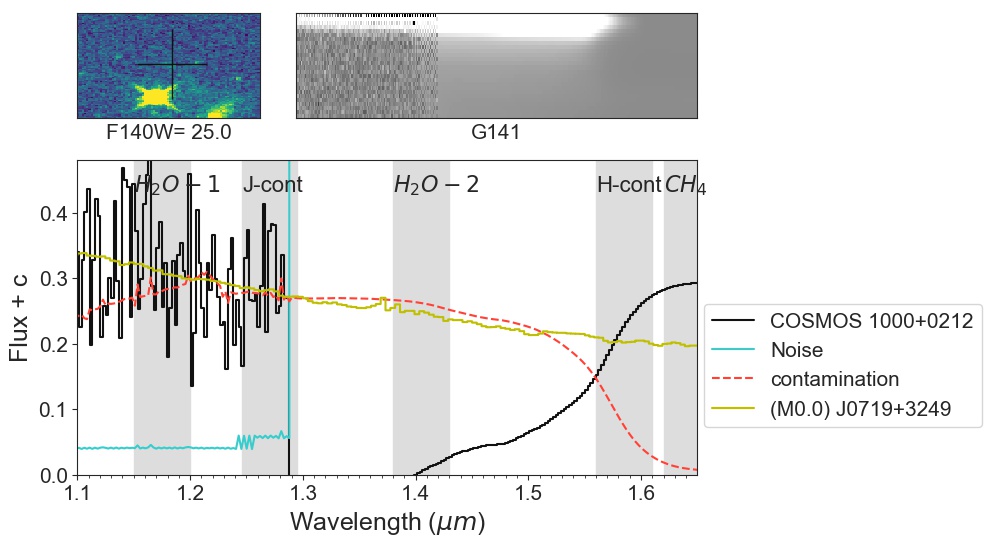 F140W= 25.0
G141
H₂O − 1
J-cont
H₂O − 2
H-cont
CH₄
0.4
0.3
0.2
0.1
0.0
Flux + c
1.1
1.2
1.3
1.4
1.5
1.6
Wavelength (μm)
COSMOS 1000+0212
Noise
contamination
(M0.0) J0719+3249